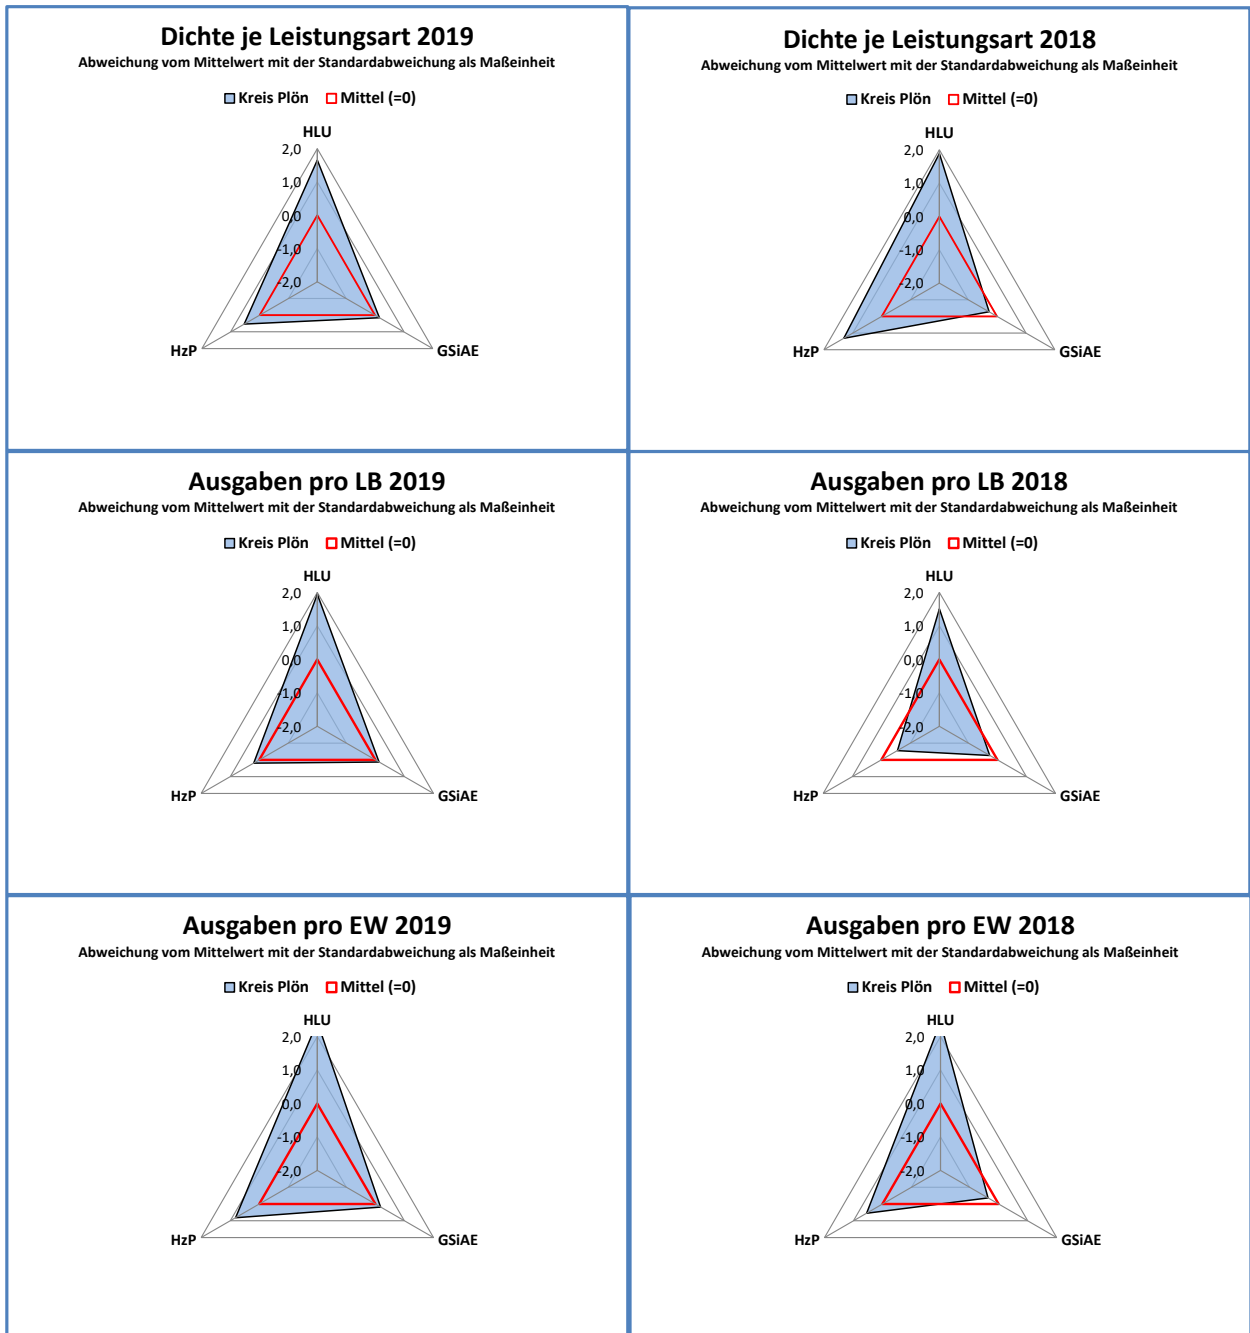 Dichte je Leistungsart 2019
Abweichung vom Mittelwert mit der Standardabweichung als Maßeinheit
Kreis Plön Mittel (=0)
HLU
2,0
1,0
0,0
-1,0
-2,0
HzP
GSiAE
Dichte je Leistungsart 2018
Abweichung vom Mittelwert mit der Standardabweichung als Maßeinheit
Kreis Plön Mittel (=0)
HLU
2,0
1,0
0,0
-1,0
-2,0
HzP
GSiAE
Ausgaben pro LB 2019
Abweichung vom Mittelwert mit der Standardabweichung als Maßeinheit
Kreis Plön Mittel (=0)
HLU
2,0
1,0
0,0
-1,0
-2,0
HzP
GSiAE
Ausgaben pro LB 2018
Abweichung vom Mittelwert mit der Standardabweichung als Maßeinheit
Kreis Plön Mittel (=0)
HLU
2,0
1,0
0,0
-1,0
-2,0
HzP
GSiAE
Ausgaben pro EW 2019
Abweichung vom Mittelwert mit der Standardabweichung als Maßeinheit
Kreis Plön Mittel (=0)
HLU
2,0
1,0
0,0
-1,0
-2,0
HzP
GSiAE
Ausgaben pro EW 2018
Abweichung vom Mittelwert mit der Standardabweichung als Maßeinheit
Kreis Plön Mittel (=0)
HLU
2,0
1,0
0,0
-1,0
-2,0
HzP
GSiAE